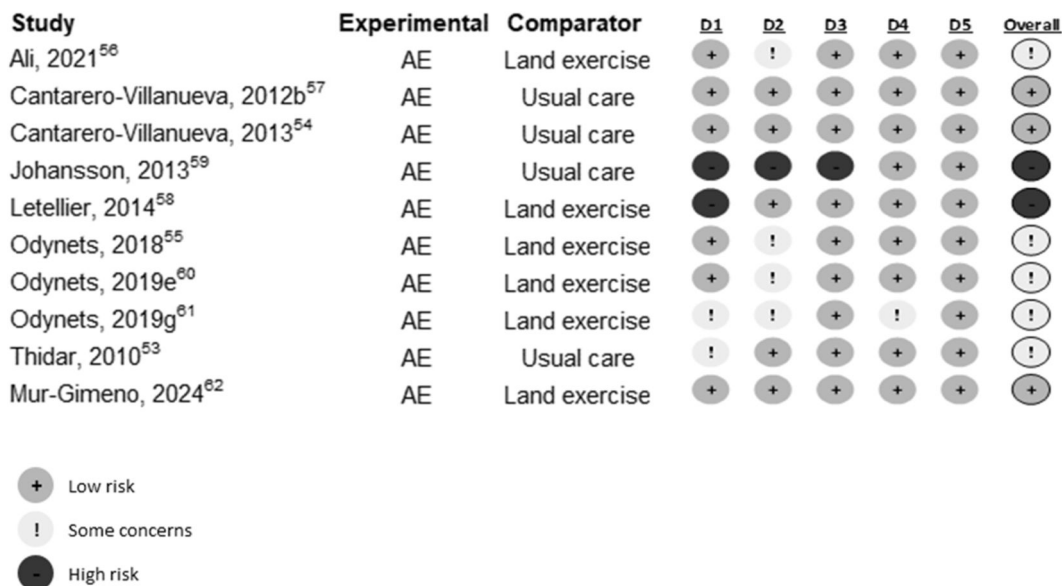 Study Experimental Comparator D1 D2 D3 D4 D5 Overall
Ali, 2021⁵⁶ AE Land exercise + ! + + + !
Cantarero-Villanueva, 2012b⁵⁷ AE Usual care + + + + + +
Cantarero-Villanueva, 2013⁵⁴ AE Usual care + + + + + +
Johansson, 2013⁵⁹ AE Usual care - - - + + -
Letellier, 2014⁵⁸ AE Land exercise - + + + + -
Odynets, 2018⁵⁵ AE Land exercise + ! + + + !
Odynets, 2019e⁶⁰ AE Land exercise + ! + + + !
Odynets, 2019g⁶¹ AE Land exercise ! ! + ! + !
Thidar, 2010⁵³ AE Usual care ! + + + + !
Mur-Gimeno, 2024⁶² AE Land exercise + + + + + +
+ Low risk
! Some concerns
- High risk